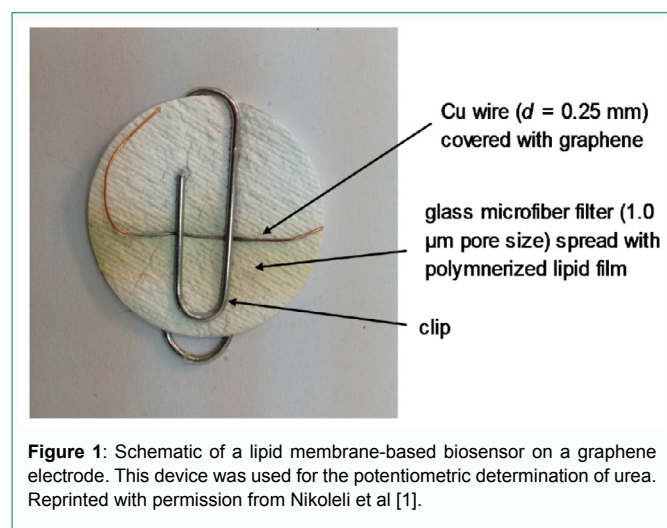 Cu wire (d = 0.25 mm)
covered with graphene
glass microfiber filter (1.0
µm pore size) spread with
polymnerized lipid film
clip
Figure 1: Schematic of a lipid membrane-based biosensor on a graphene
electrode. This device was used for the potentiometric determination of urea.
Reprinted with permission from Nikoleli et al [1].